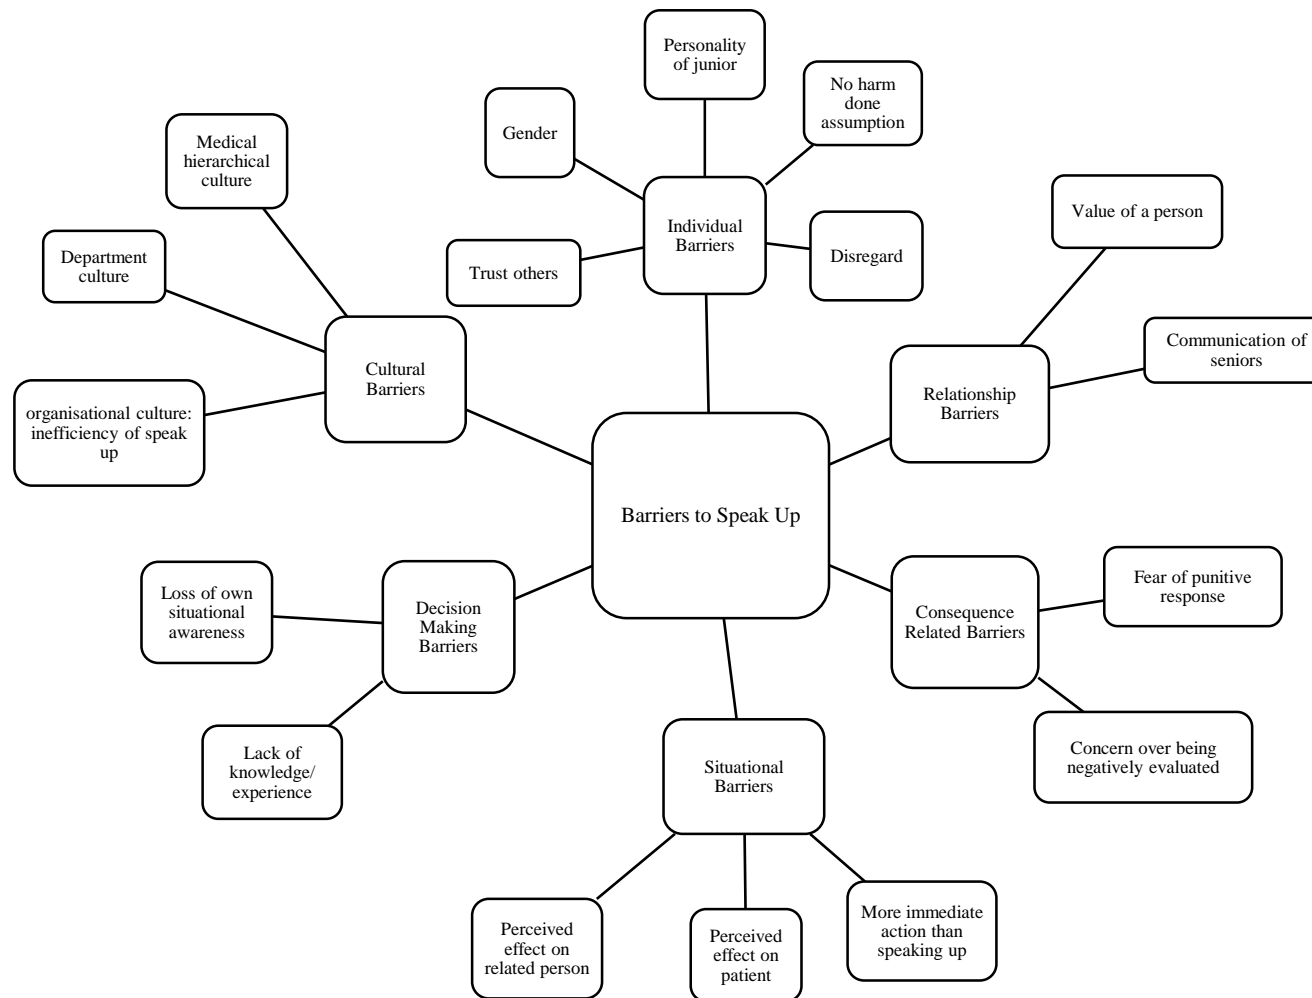 Personality
of junior
No harm
done
assumption
Gender
Medical
hierarchical
culture
Individual
Barriers
Value of a person
Department
culture
Trust others
Disregard
Cultural
Barriers
Communication of
seniors
Relationship
Barriers
organisational culture:
inefficiency of speak
up
Barriers to Speak Up
Loss of own
situational
awareness
Decision
Making
Barriers
Consequence
Related Barriers
Fear of punitive
response
Lack of
knowledge/
experience
Situational
Barriers
Concern over being
negatively evaluated
Perceived
effect on
related person
Perceived
effect on
patient
More immediate
action than
speaking up